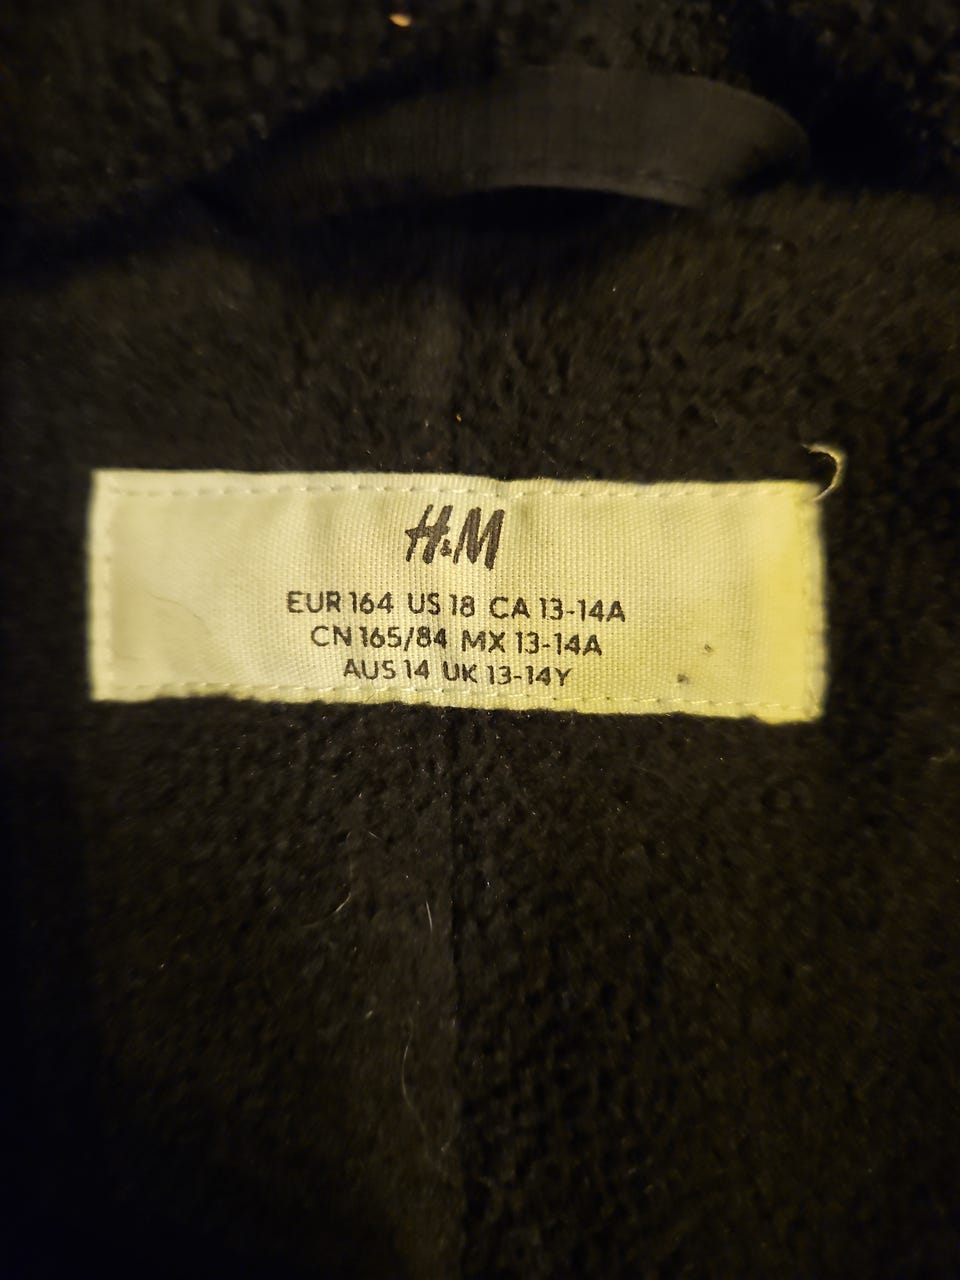 H&M
EUR 164 US 18 CA 13-14A
CN 165/84 MX 13-14A
AUS 14 UK 13-14Y